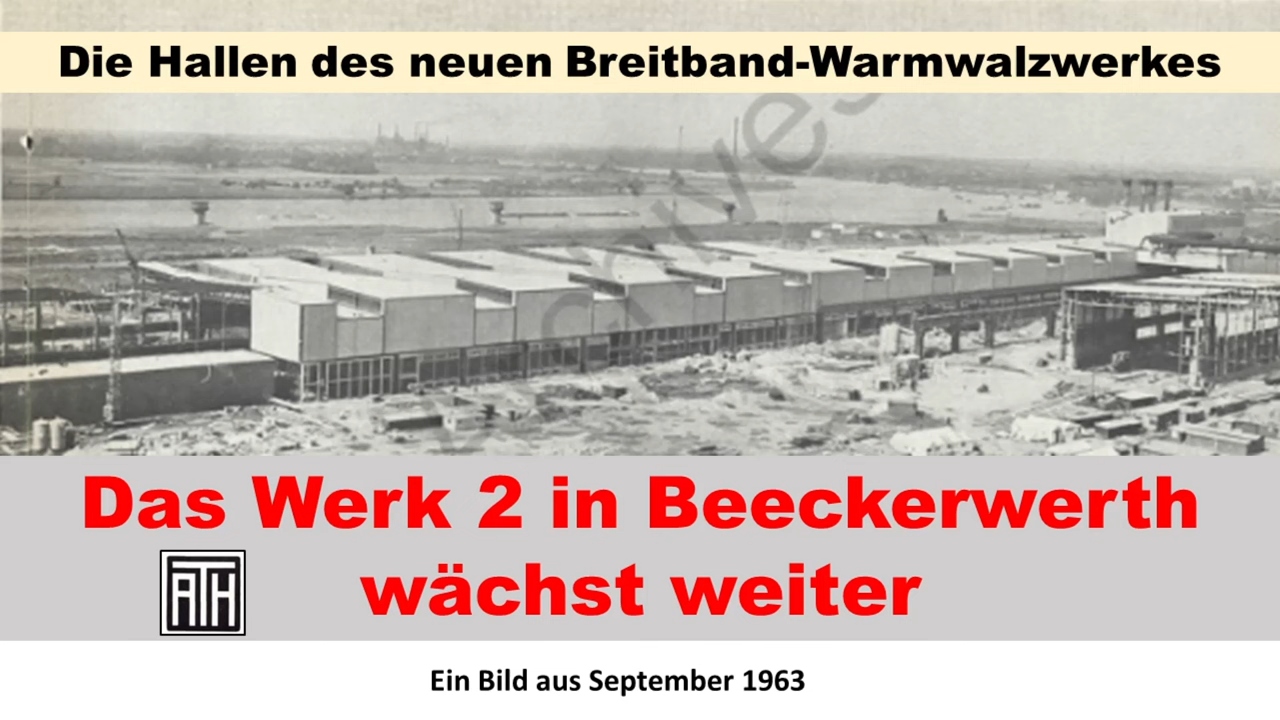 Die Hallen des neuen Breitband-Warmwalzwerkes
Archives
Das Werk 2 in Beeckerwerth
wächst weiter
ATH
Ein Bild aus September 1963